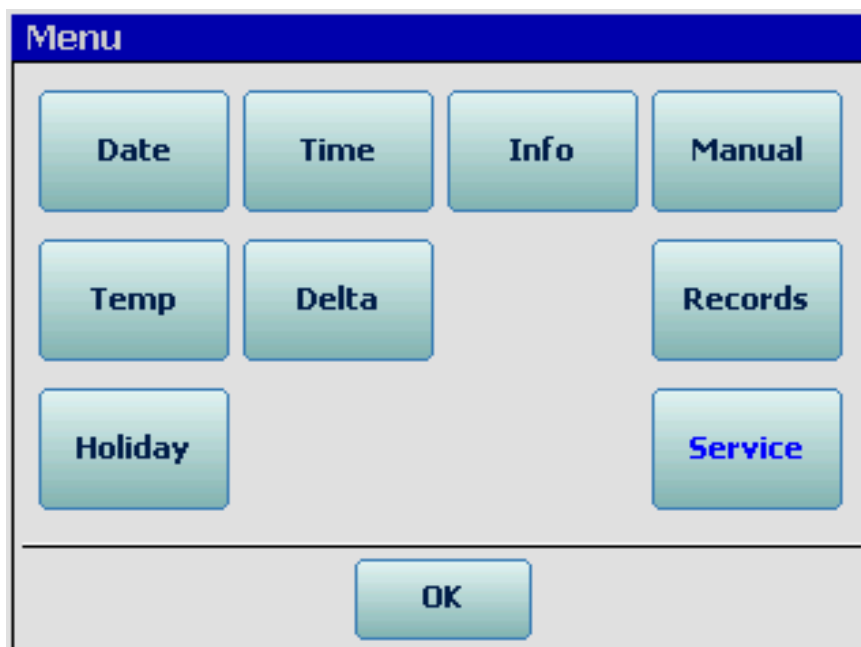 Menu
Date Time Info Manual
Temp Delta Records
Holiday Service
OK